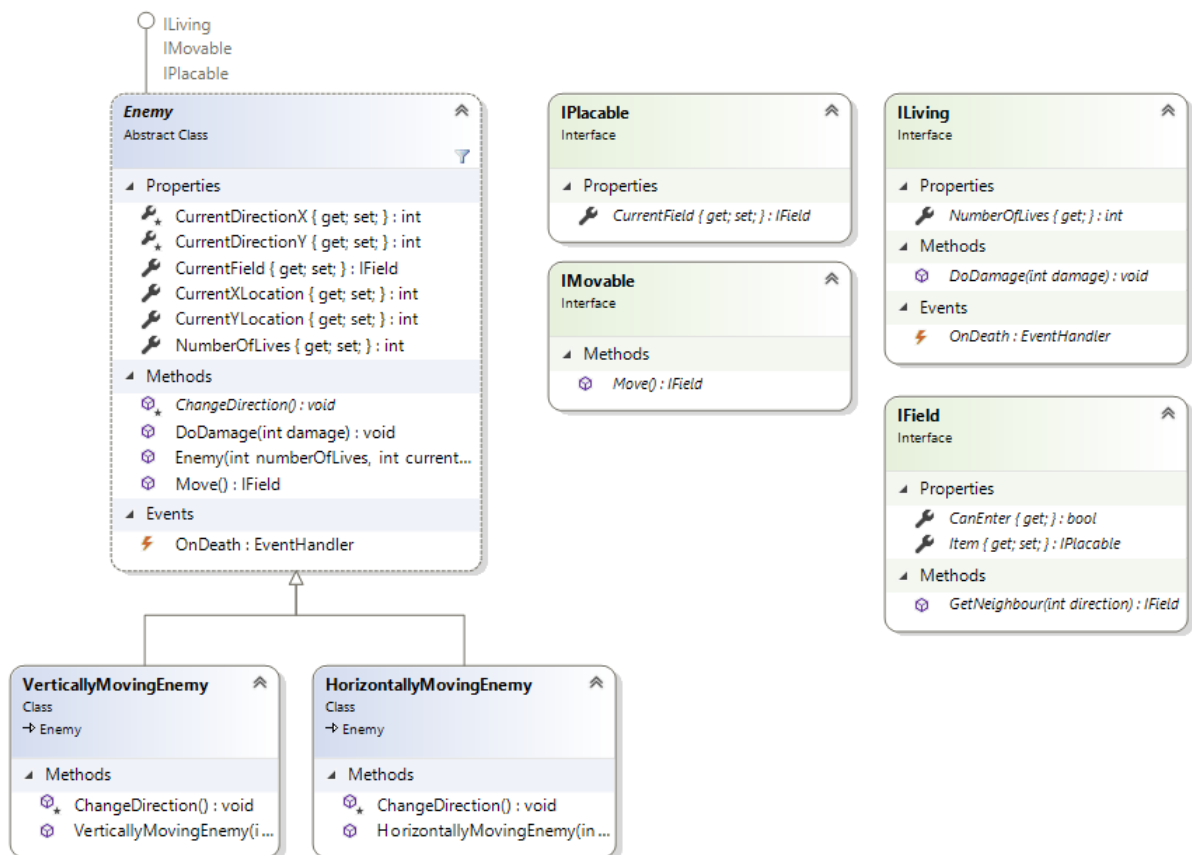 ILiving
IMovable
IPlacable
Enemy
Abstract Class
Properties
CurrentDirectionX { get; set; } : int
CurrentDirectionY { get; set; } : int
CurrentField { get; set; } : IField
CurrentXLocation { get; set; } : int
CurrentYLocation { get; set; } : int
NumberOfLives { get; set; } : int
Methods
ChangeDirection() : void
DoDamage(int damage) : void
Enemy(int numberOfLives, int current...
Move() : IField
Events
OnDeath : EventHandler
IPlacable
Interface
Properties
CurrentField { get; set; } : IField
IMovable
Interface
Methods
Move() : IField
ILiving
Interface
Properties
NumberOfLives { get; } : int
Methods
DoDamage(int damage) : void
Events
OnDeath : EventHandler
IField
Interface
Properties
CanEnter { get; } : bool
Item { get; set; } : IPlacable
Methods
GetNeighbour(int direction) : IField
VerticallyMovingEnemy
Class
Enemy
Methods
ChangeDirection() : void
VerticallyMovingEnemy(i...
HorizontallyMovingEnemy
Class
Enemy
Methods
ChangeDirection() : void
HorizontallyMovingEnemy(in...